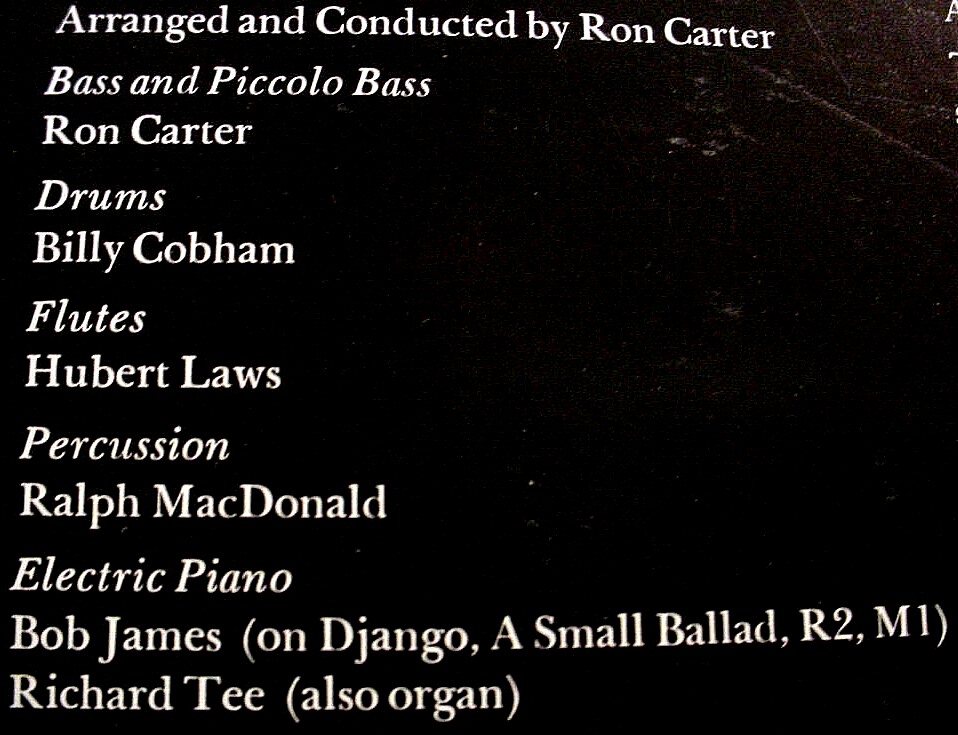 Arranged and Conducted by Ron Carter
Bass and Piccolo Bass
Ron Carter
Drums
Billy Cobham
Flutes
Hubert Laws
Percussion
Ralph MacDonald
Electric Piano
Bob James (on Django, A Small Ballad, R2, M1)
Richard Tee (also organ)